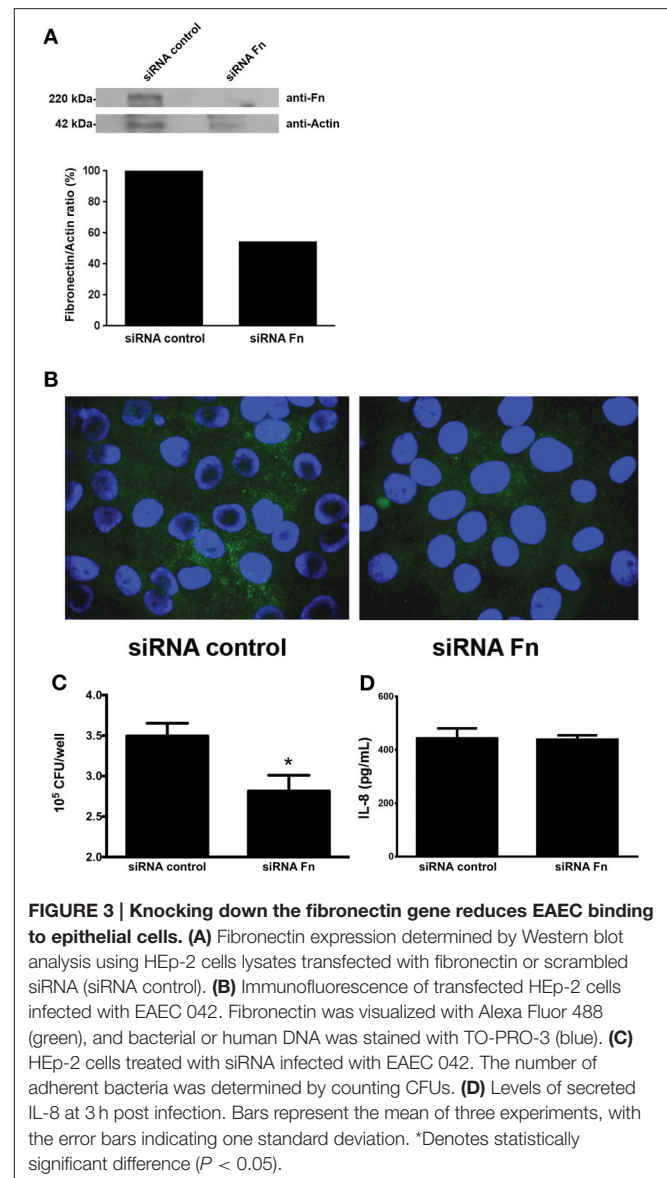 A
siRNA control
siRNA Fn
220 kDa-
anti-Fn
42 kDa-
anti-Actin
Fibronectin/Actin ratio (%)
100
80
60
40
20
0
siRNA control
siRNA Fn
B
siRNA control
siRNA Fn
C
10⁵ CFU/well
4.0
3.5
3.0
2.5
2.0
*
siRNA control
siRNA Fn
D
IL-8 (pg/mL)
600
400
200
0
siRNA control
siRNA Fn
FIGURE 3 | Knocking down the fibronectin gene reduces EAEC binding
to epithelial cells. (A) Fibronectin expression determined by Western blot
analysis using HEp-2 cells lysates transfected with fibronectin or scrambled
siRNA (siRNA control). (B) Immunofluorescence of transfected HEp-2 cells
infected with EAEC 042. Fibronectin was visualized with Alexa Fluor 488
(green), and bacterial or human DNA was stained with TO-PRO-3 (blue). (C)
HEp-2 cells treated with siRNA infected with EAEC 042. The number of
adherent bacteria was determined by counting CFUs. (D) Levels of secreted
IL-8 at 3 h post infection. Bars represent the mean of three experiments, with
the error bars indicating one standard deviation. *Denotes statistically
significant difference (P < 0.05).